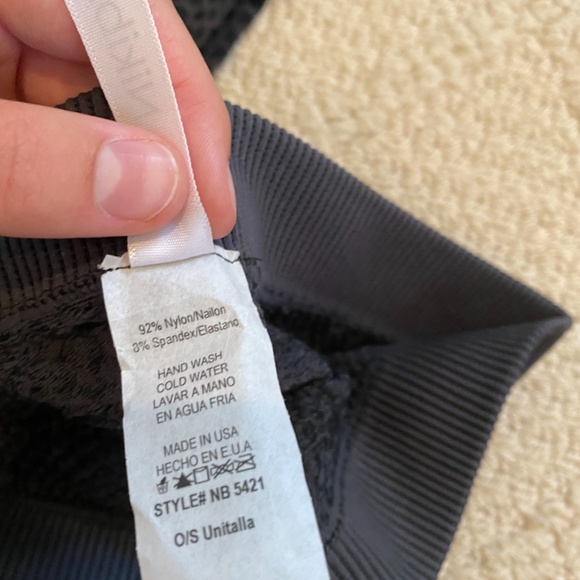 Nikibiki
92% Nylon/Nailon
8% Spandex/Elastano
HAND WASH
COLD WATER
LAVAR A MANO
EN AGUA FRIA
MADE IN USA
HECHO EN E.U.A
STYLE# NB 5421
O/S Unitalla